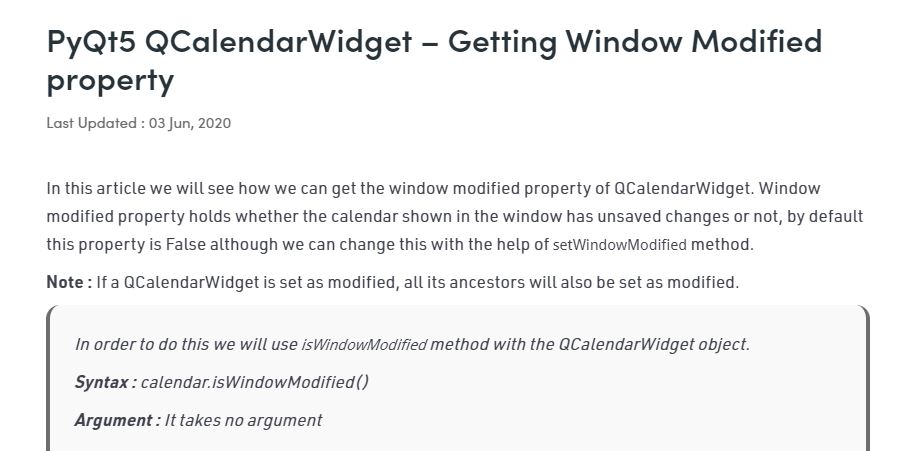 PyQt5 QCalendarWidget – Getting Window Modified
property
Last Updated : 03 Jun, 2020
In this article we will see how we can get the window modified property of QCalendarWidget. Window
modified property holds whether the calendar shown in the window has unsaved changes or not, by default
this property is False although we can change this with the help of setWindowModified method.
Note : If a QCalendarWidget is set as modified, all its ancestors will also be set as modified.
In order to do this we will use isWindowModified method with the QCalendarWidget object.
Syntax : calendar.isWindowModified()
Argument : It takes no argument